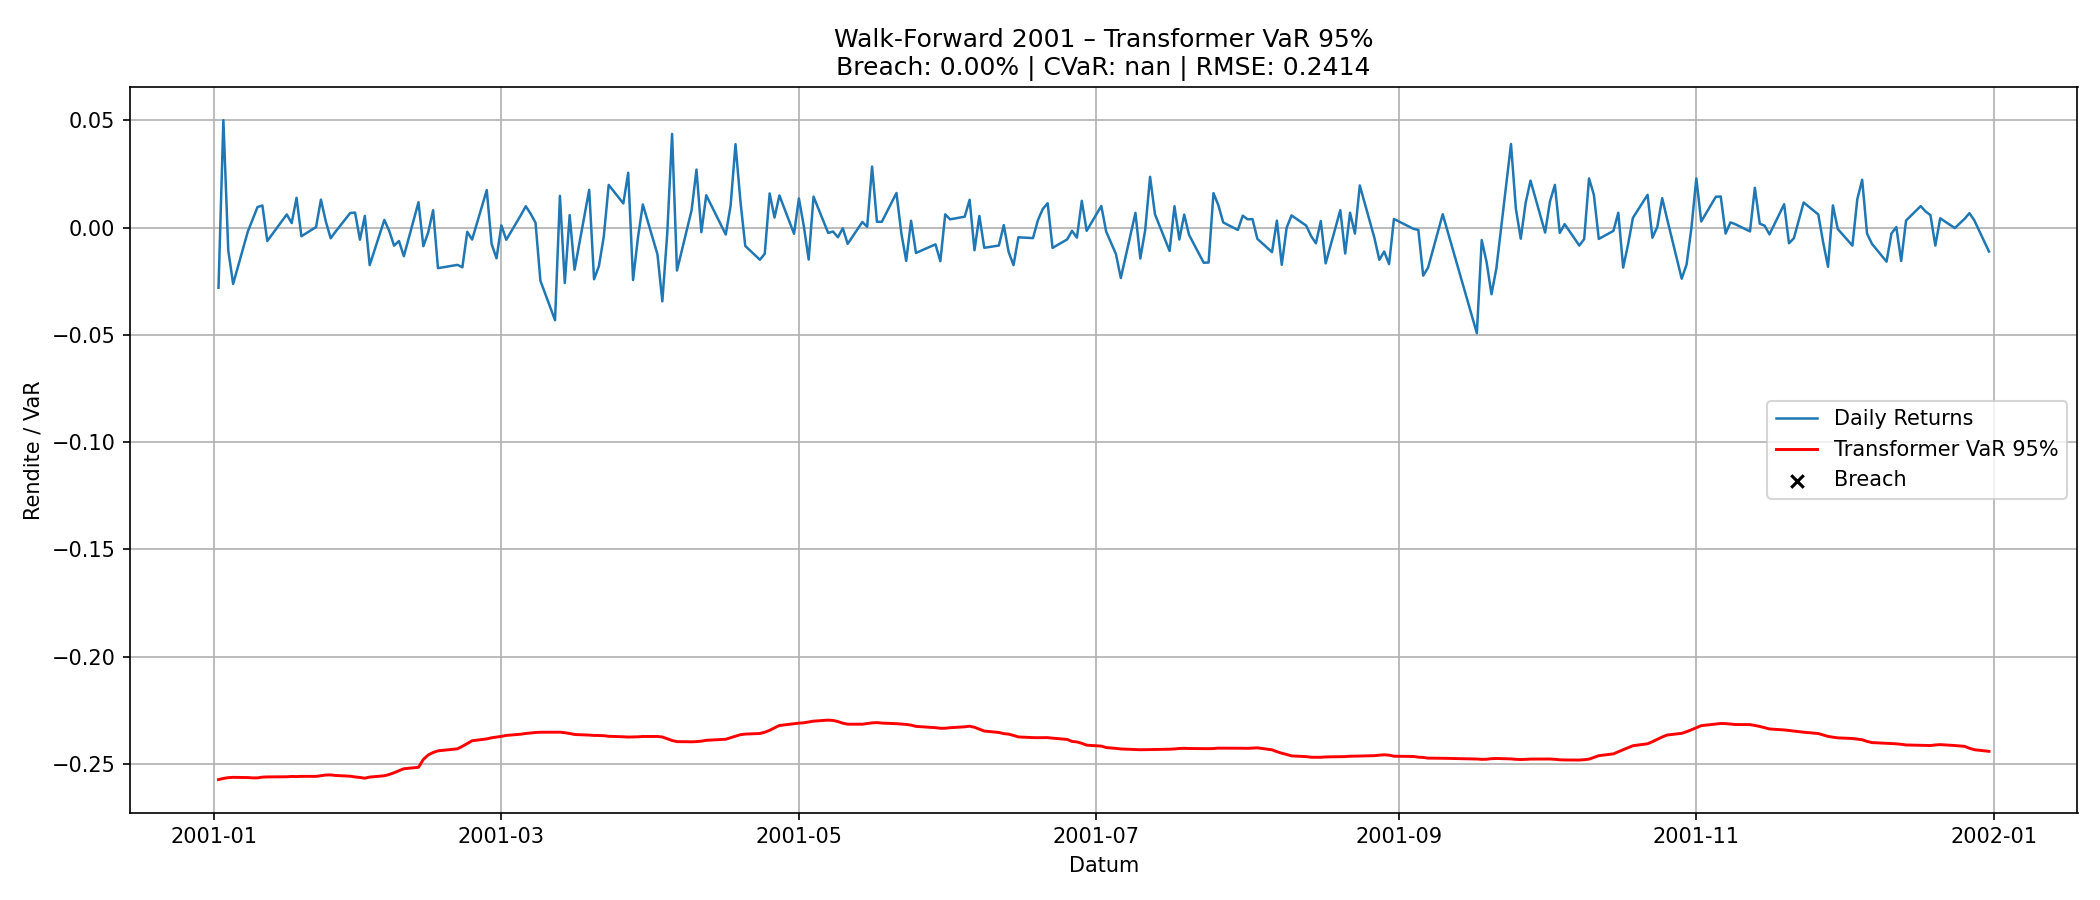 Walk-Forward 2001 – Transformer VaR 95%
Breach: 0.00% | CVaR: nan | RMSE: 0.2414
Rendite / VaR
0.05
0.00
−0.05
−0.10
−0.15
−0.20
−0.25
Daily Returns
Transformer VaR 95%
Breach
2001-01
2001-03
2001-05
2001-07
2001-09
2001-11
2002-01
Datum